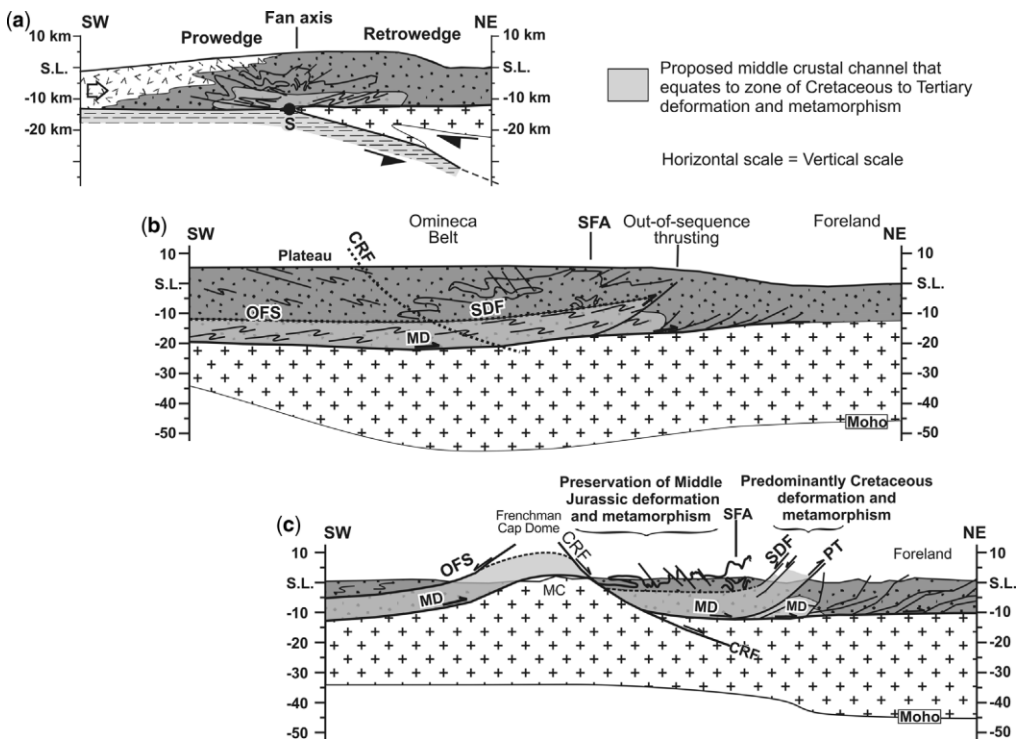 (a)
SW
Fan axis
NE
10 km
Prowedge
Retrowedge
10 km
S.L.
S.L.
-10 km
-10 km
-20 km
S
-20 km
Proposed middle crustal channel that
equates to zone of Cretaceous to Tertiary
deformation and metamorphism
Horizontal scale = Vertical scale
(b)
SW
Omineca
Belt
SFA
Out-of-sequence
thrusting
Foreland
NE
10
Plateau
CRF
10
S.L.
S.L.
-10
OFS
SDF
-10
MD
-20
-20
-30
-30
-40
-40
Moho
-50
-50
(c)
Preservation of Middle
Jurassic deformation
and metamorphism
Predominantly Cretaceous
deformation and
metamorphism
SW
Frenchman
Cap Dome
SFA
NE
10
OFS
CRF
SDF
PT
Foreland
10
S.L.
S.L.
MD
MC
MD
MD
-10
-10
CRF
-20
-20
-30
-30
-40
-40
Moho
-50
-50